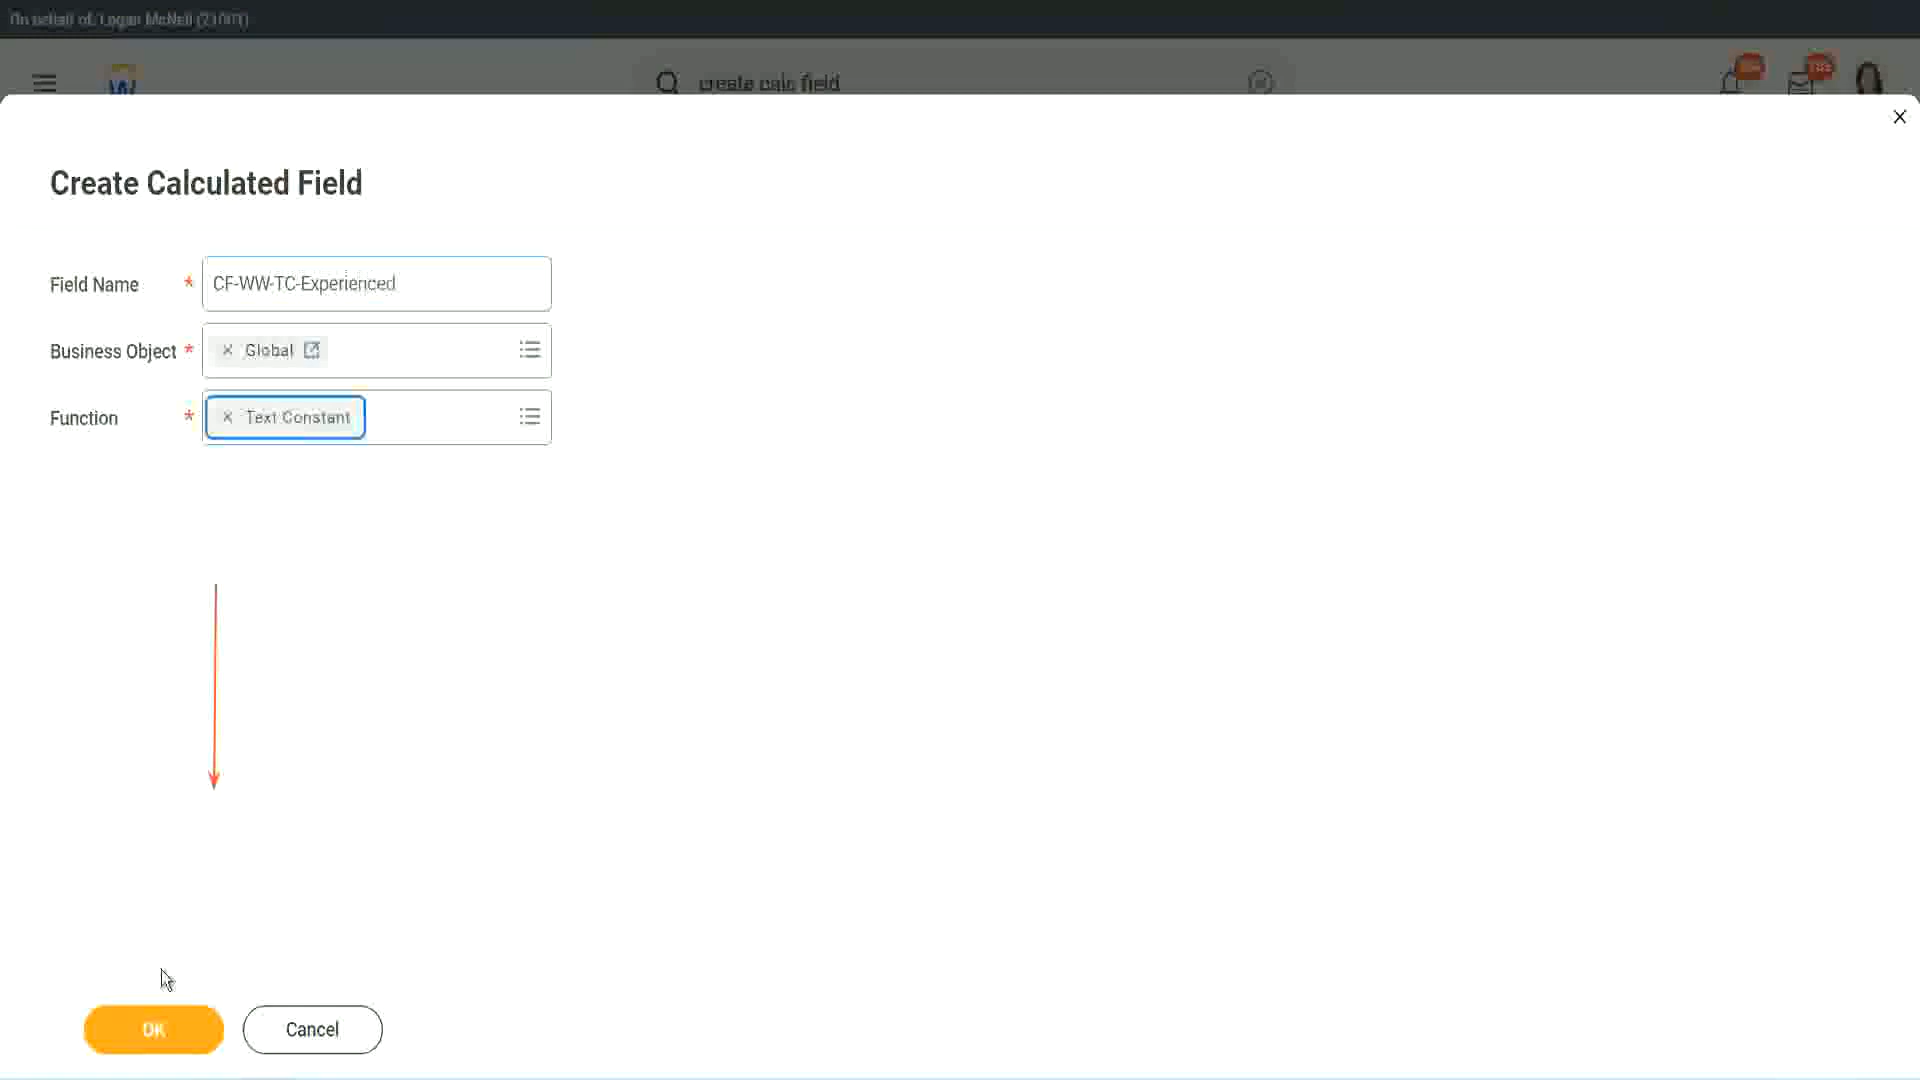 On behalf of: Logan McNeil (21001)
create calc field
Create Calculated Field
Field Name *
CF-WW-TC-Experienced
Business Object *
Global
Function *
Text Constant
OK
Cancel